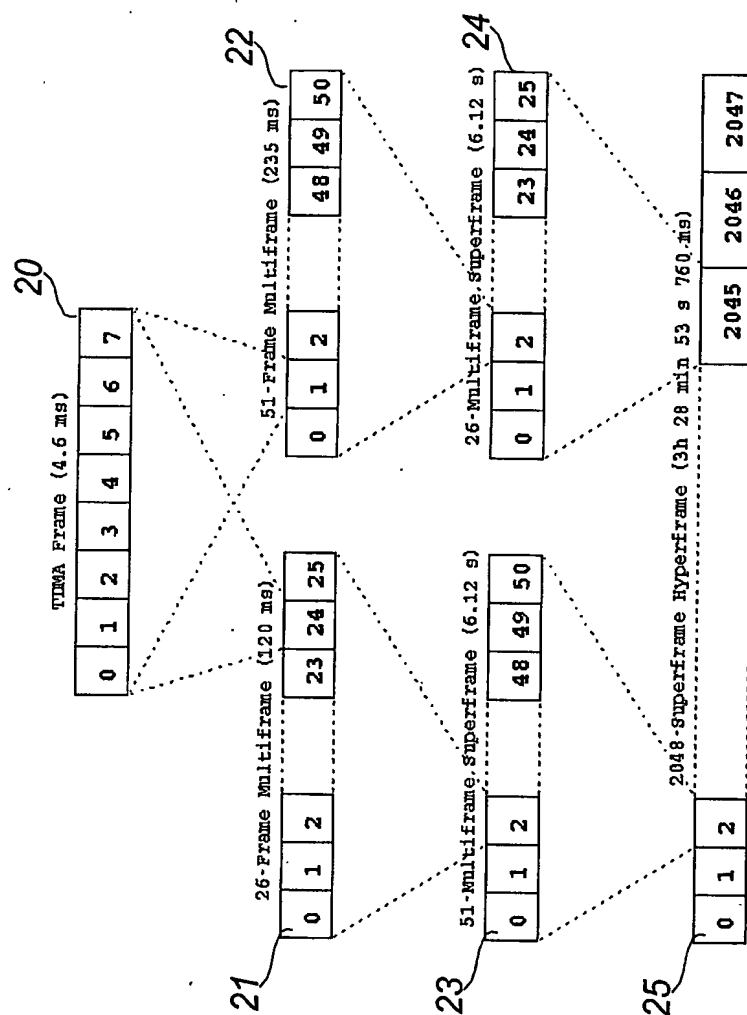 20
TDMA Frame (4.6 ms)
0 1 2 3 4 5 6 7
21
26-Frame Multiframe (120 ms)
0 1 2 23 24 25
22
51-Frame Multiframe (235 ms)
0 1 2 48 49 50
23
51-Multiframe Superframe (6.12 s)
0 1 2 48 49 50
24
26-Multiframe Superframe (6.12 s)
0 1 2 23 24 25
25
2048-Superframe Hyperframe (3h 28 min 53 s 760 ms)
0 1 2 2045 2046 2047